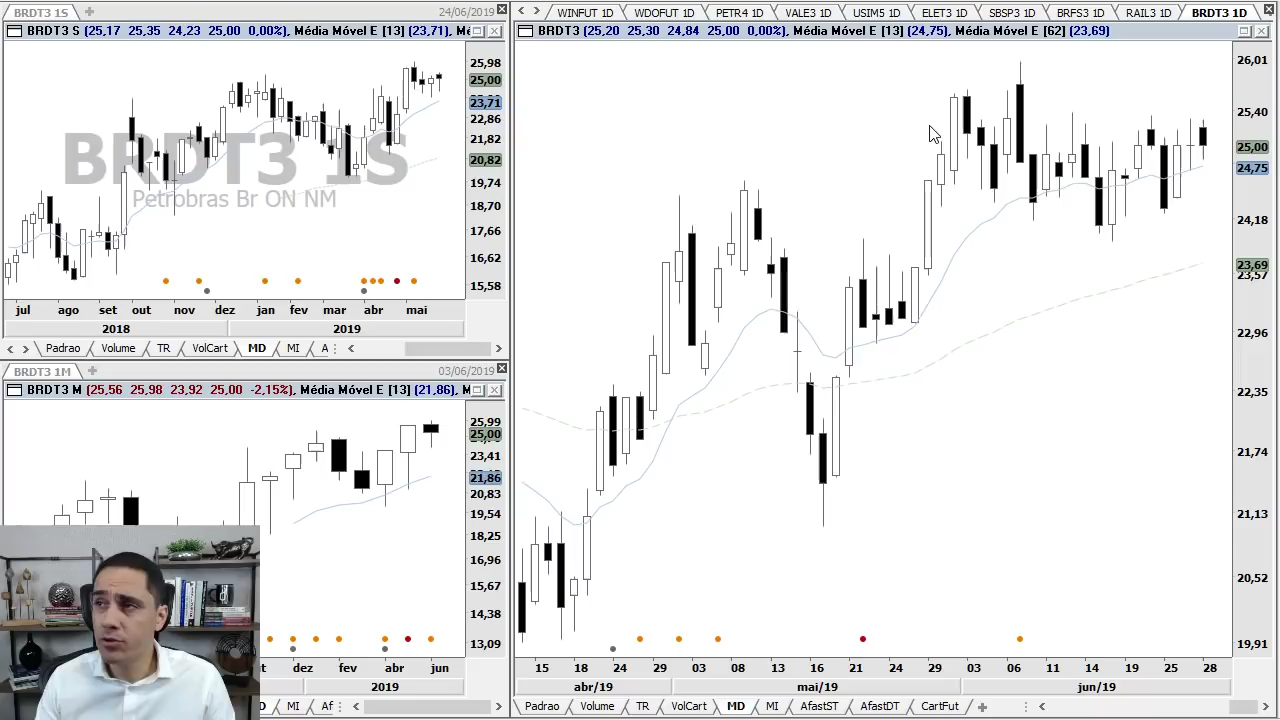 BRDT3 1S
24/06/2019
BRDT3 S (25,17 25,35 24,23 25,00 0,00%), Média Móvel E [13] (23,71), Mé
25,98
25,00
23,71
22,86
21,82
20,82
19,74
18,70
17,66
16,62
15,58
BRDT3 1S
Petrobras Br ON NM
jul ago set out nov dez jan fev mar abr mai
2018 2019
Padrao Volume TR VolCart MD MI A
BRDT3 1M
03/06/2019
BRDT3 M (25,56 25,98 23,92 25,00 -2,15%), Média Móvel E [13] (21,86), M
25,99
25,00
23,41
21,86
20,83
19,54
18,25
16,96
15,67
14,38
13,09
dez fev abr jun
2019
MI Af
WINFUT 1D WDOFUT 1D PETR4 1D VALE3 1D USIM5 1D ELET3 1D SBSP3 1D BRFS3 1D RAIL3 1D BRDT3 1D
BRDT3 (25,20 25,30 24,84 25,00 0,00%), Média Móvel E [13] (24,75), Média Móvel E [62] (23,69)
26,01
25,40
25,00
24,75
24,18
23,69
23,57
22,96
22,35
21,74
21,13
20,52
19,91
15 18 24 29 03 08 13 16 21 24 29 03 06 11 14 19 25 28
abr/19 mai/19 jun/19
Padrao Volume TR VolCart MD MI AfastST AfastDT CartFut